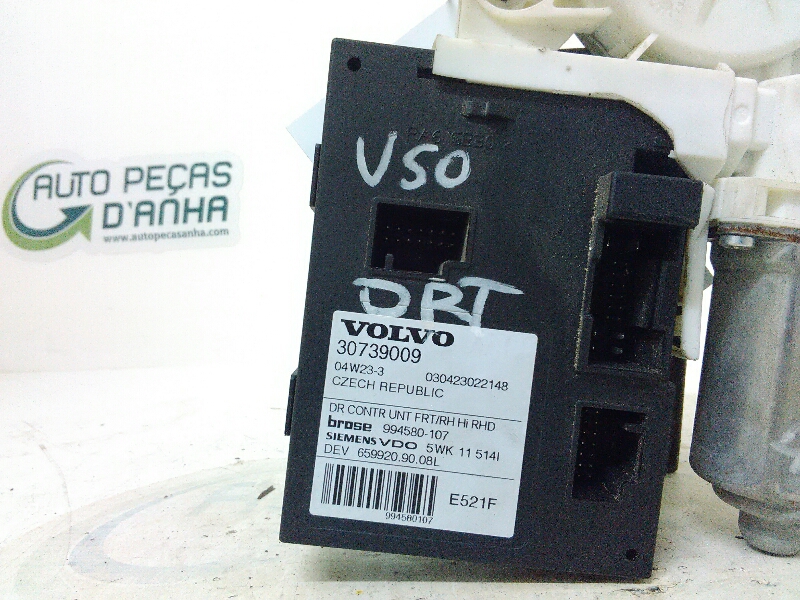 AUTO PEÇAS
D'ANHA
www.autopecasanha.com
V50
DRT
VOLVO
30739009
04W23-3 030423022148
CZECH REPUBLIC
DR CONTR UNT FRT/RH Hi RHD
brose 994580-107
SIEMENS VDO 5WK 11 514I
DEV 659920.90.08L
994580107
E521F